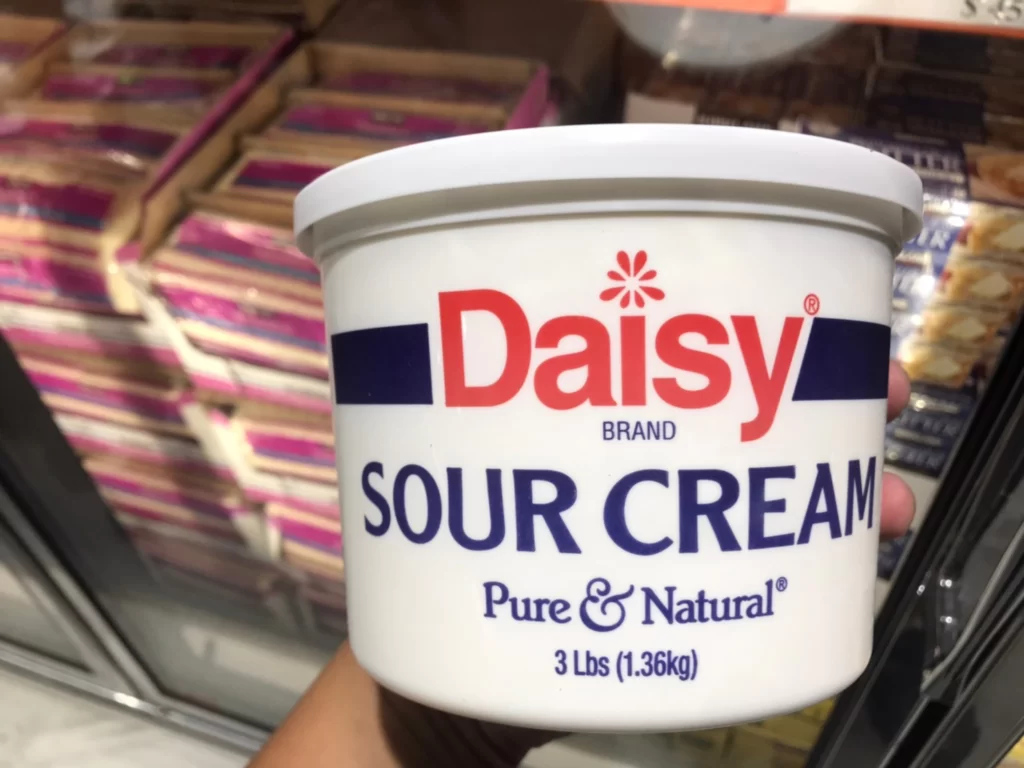 Daisy®
BRAND
SOUR CREAM
Pure & Natural®
3 Lbs (1.36kg)